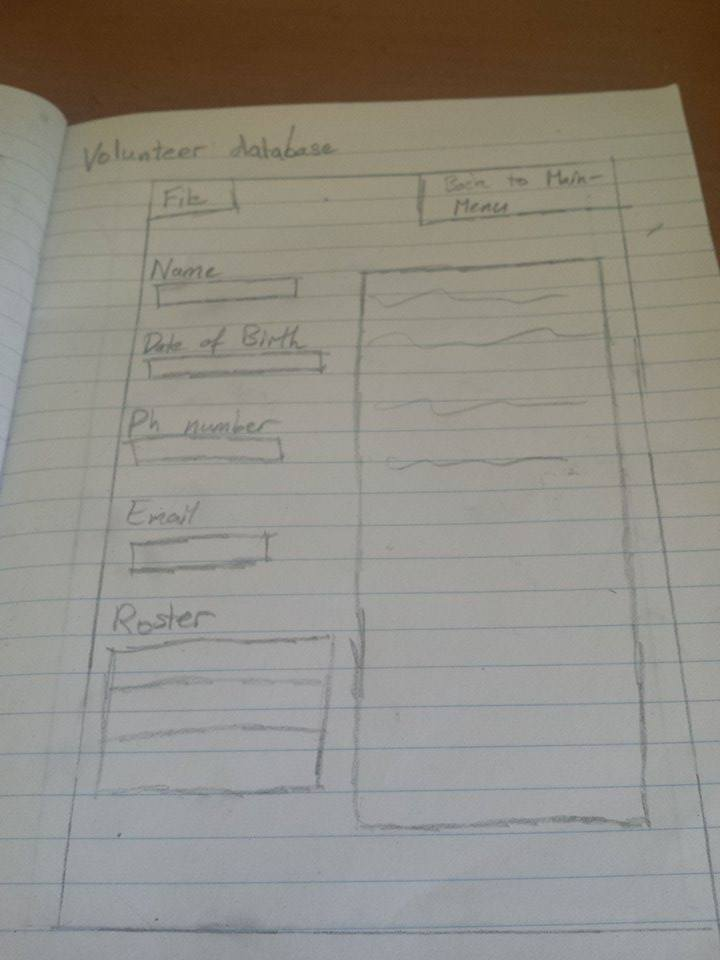 Volunteer database
File
Back to Main-
Menu
Name
Date of Birth
Ph number
Email
Roster